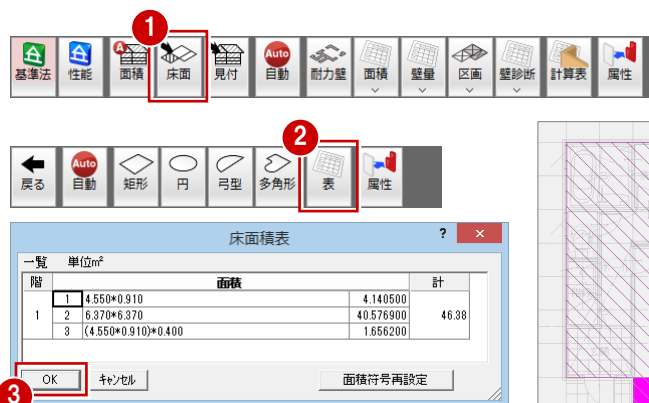 1
基準法 性能 面積 床面 見付 自動 耐力壁 面積 壁量 区画 壁診断 計算表 属性
A Auto
2
戻る 自動 矩形 円 弓型 多角形 表 属性
Auto
床面積表 ? ×
一覧 単位㎡
階 面積 計
1 4.550*0.910 4.140500
1 2 6.370*6.370 40.576900 46.38
3 (4.550*0.910)*0.400 1.656200
OK キャンセル 面積符号再設定
3